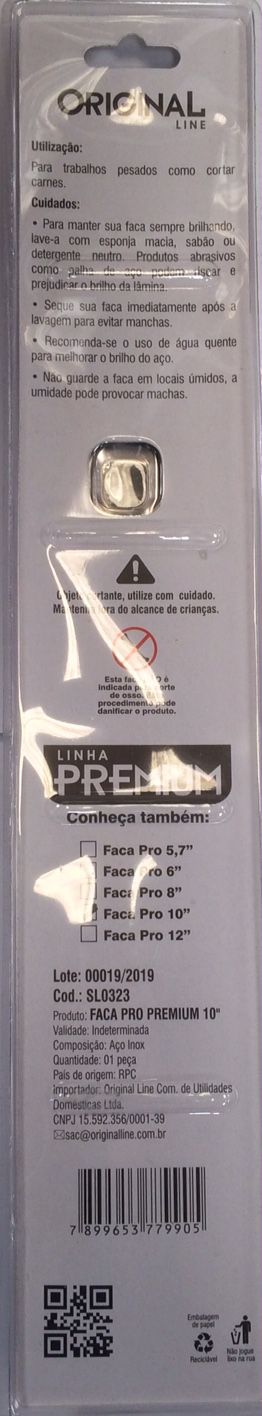 ORIGINAL
LINE
Utilização:
Para trabalhos pesados como cortar
carnes.
Cuidados:
• Para manter sua faca sempre brilhando,
lave-a com esponja macia, sabão ou
detergente neutro. Produtos abrasivos
como palha de aço podem riscar e
prejudicar o brilho da lâmina.
• Seque sua faca imediatamente após a
lavagem para evitar manchas.
• Recomenda-se o uso de água quente
para melhorar o brilho do aço.
• Não guarde a faca em locais úmidos, a
umidade pode provocar machas.
cortante, utilize com cuidado.
fora do alcance de crianças.
Esta faca NÃO é
indicada para corte
de osso. Este
procedimento pode
danificar o produto.
LINHA
PREMIUM
Conheça também:
Faca Pro 5,7”
Faca Pro 6”
Faca Pro 8”
Faca Pro 10”
Faca Pro 12”
Lote: 00019/2019
Cod.: SL0323
Produto: FACA PRO PREMIUM 10"
Validade: Indeterminada
Composição: Aço Inox
Quantidade: 01 peça
País de origem: RPC
Importador: Original Line Com. de Utilidades
Domésticas Ltda.
CNPJ 15.592.356/0001-39
sac@originalline.com.br
7 899653 779905
Embalagem
de papel
Reciclável
Não jogue
lixo na rua